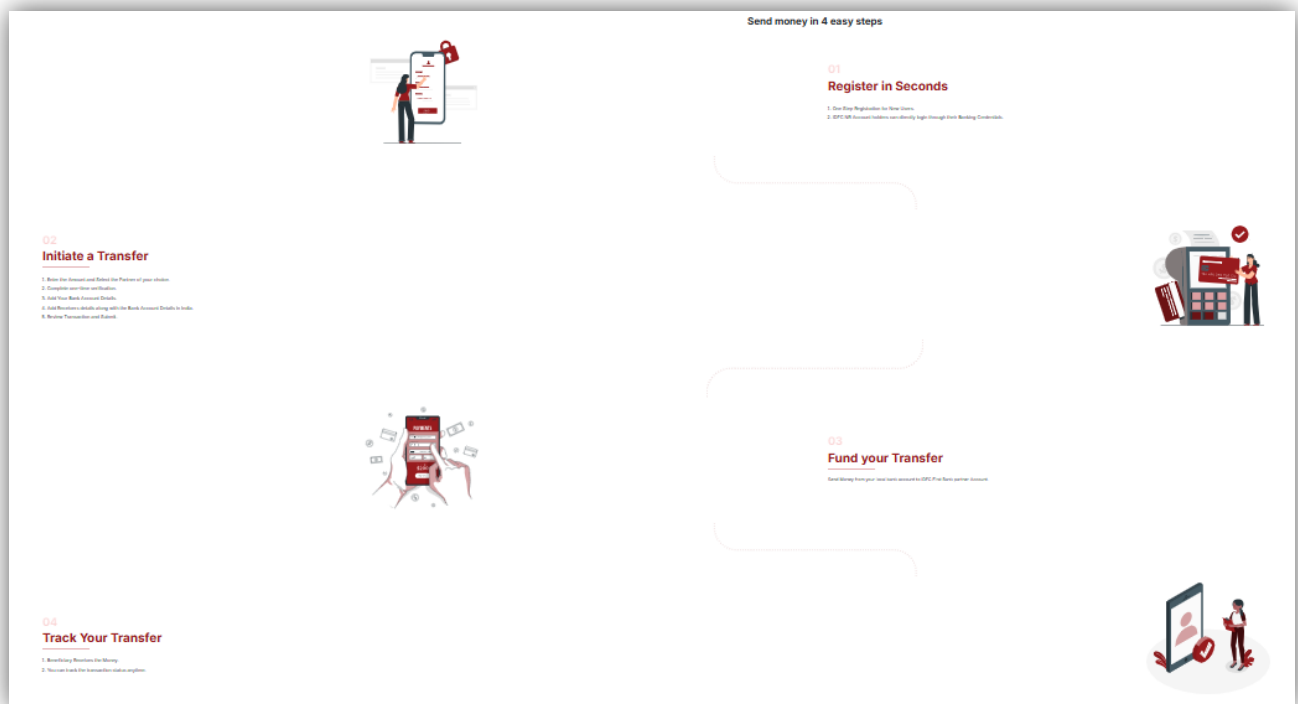 Send money in 4 easy steps
01
Register in Seconds
1. One Step Registration for New Users
2. IDFC NR Account holders can directly login through their Banking Credentials.
02
Initiate a Transfer
1. Enter the Amount and Select the Partner of your choice
2. Complete one-time verification
3. Add Your Bank Account Details
4. Add Receivers details along with the Bank Account Details in India
5. Review Transaction and Submit
PAYMENTS
03
Fund your Transfer
Send Money from your local bank account to IDFC First Bank partner account
04
Track Your Transfer
1. Beneficiary Receives the Money
2. You can track the transaction status anytime